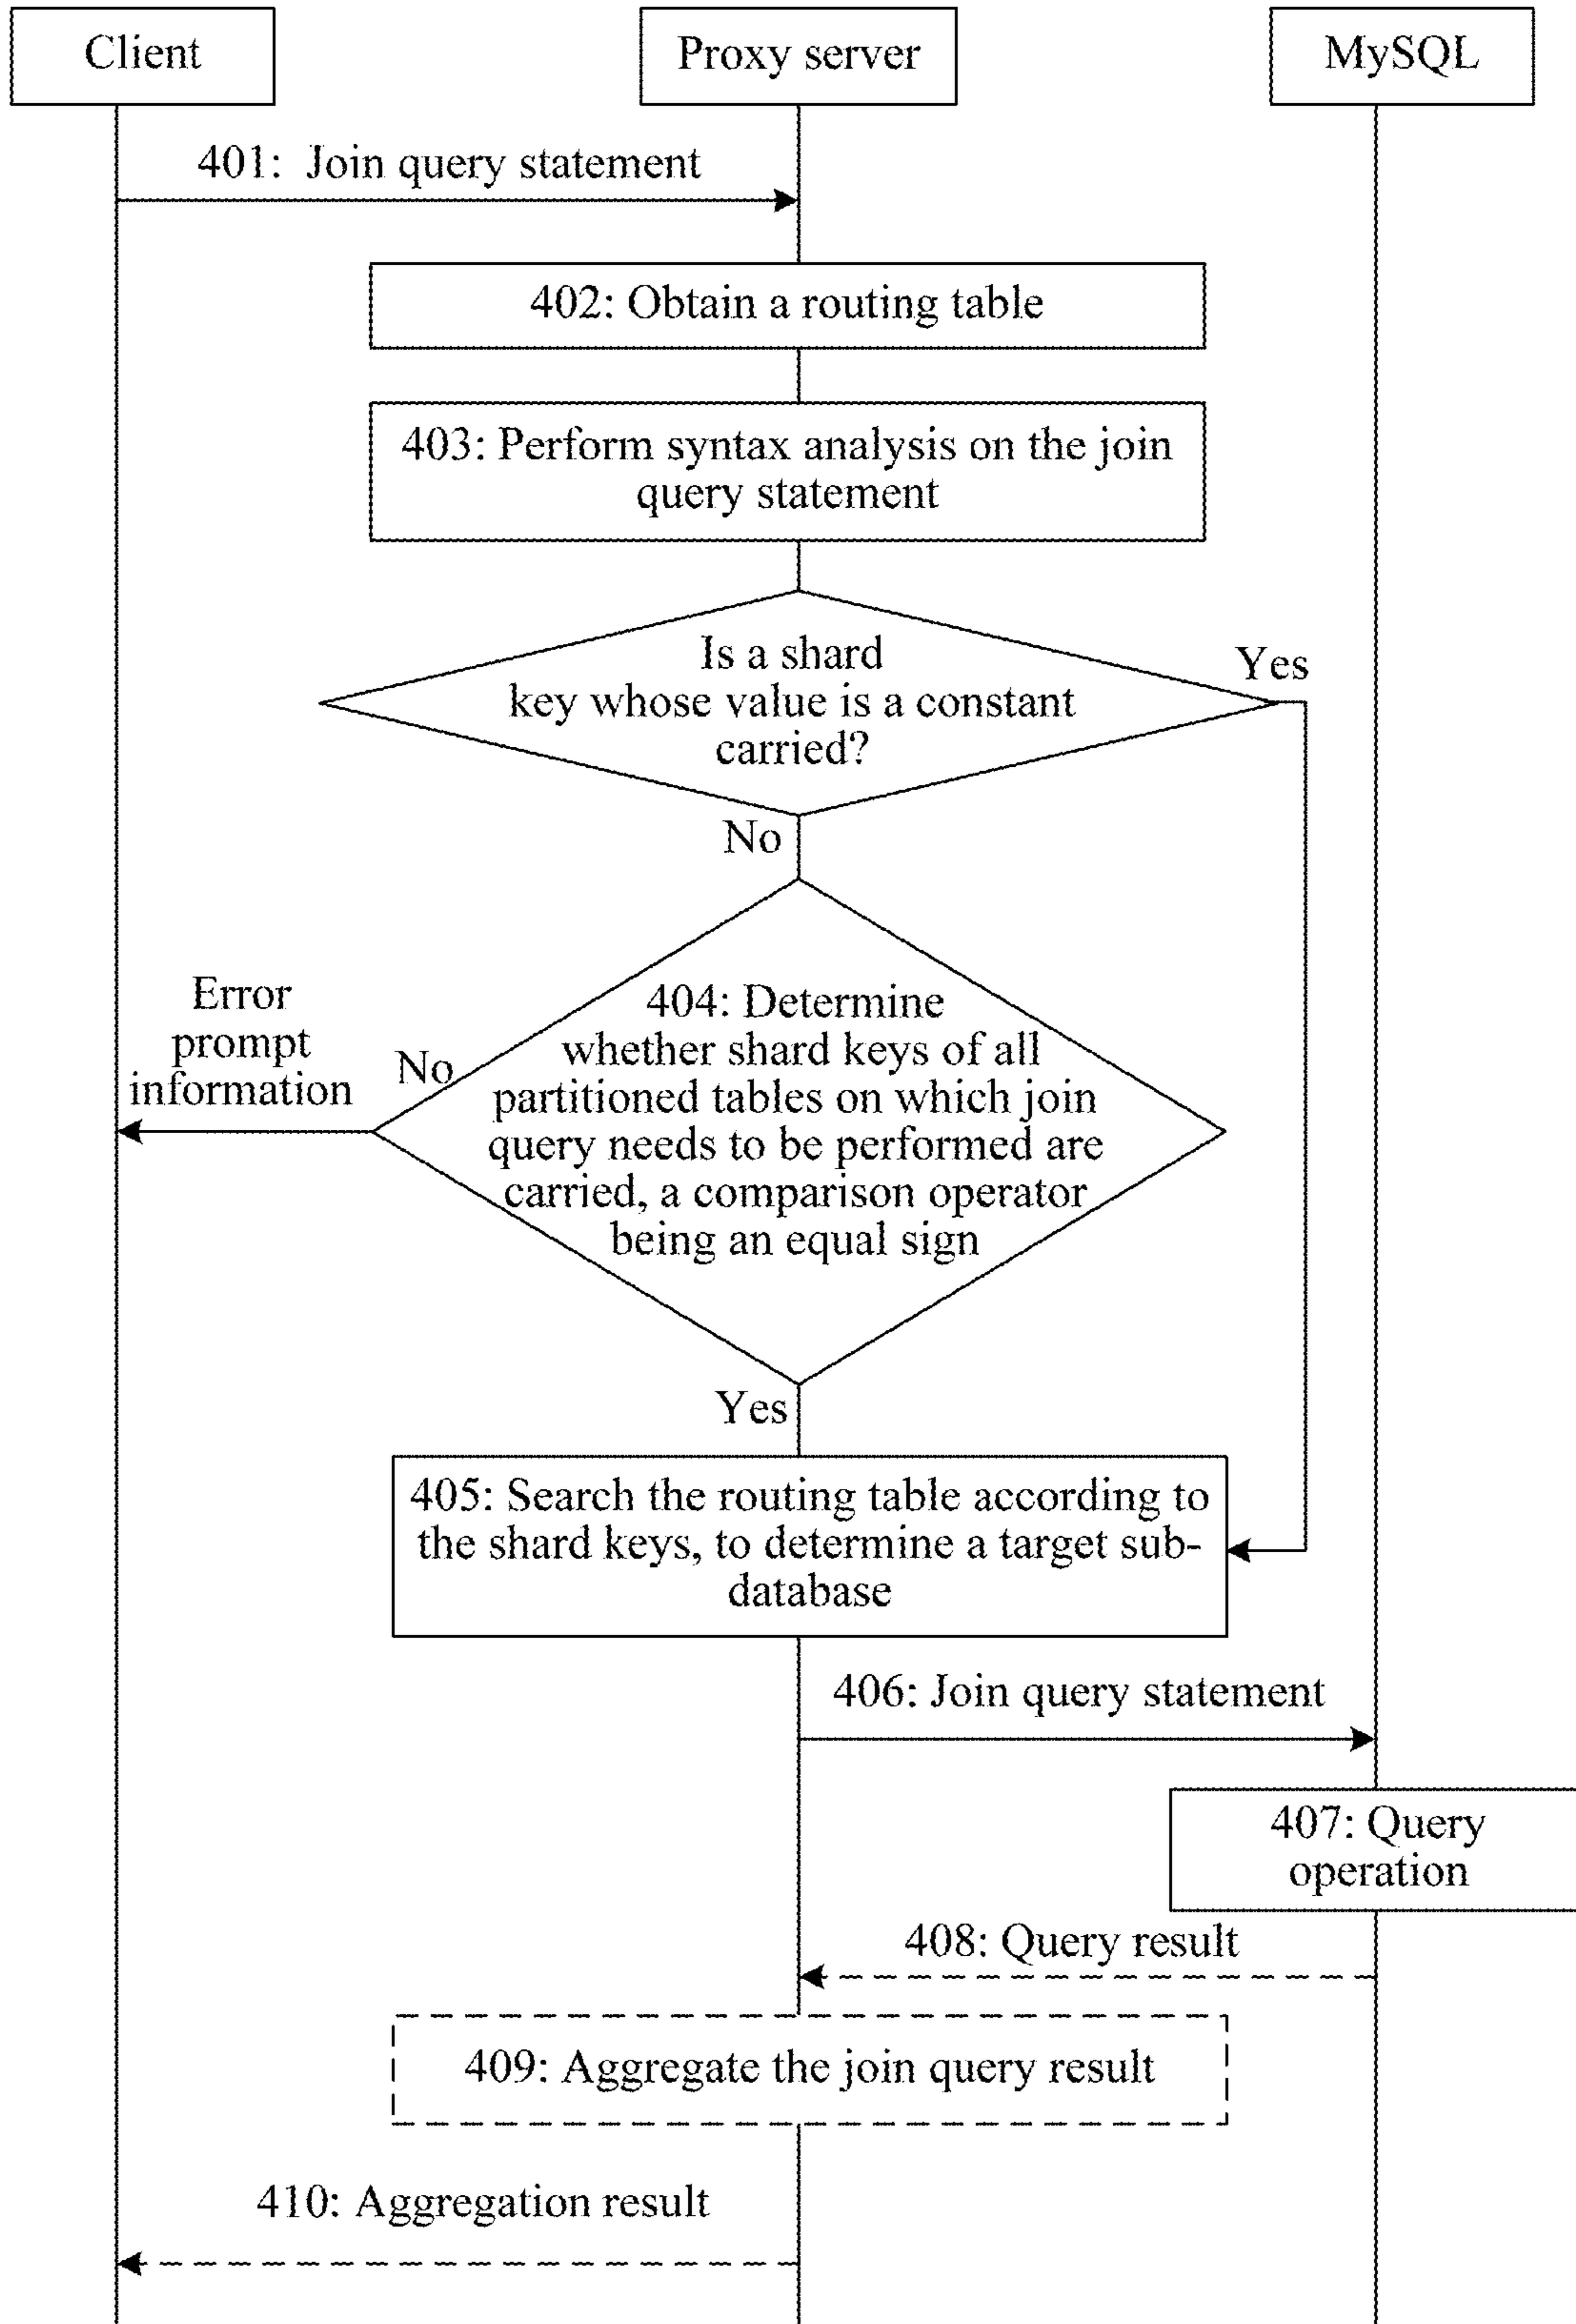 Client
Proxy server
MySQL
401: Join query statement
402: Obtain a routing table
403: Perform syntax analysis on the join
query statement
Is a shard
key whose value is a constant
carried?
Yes
No
Error
prompt
information
No
404: Determine
whether shard keys of all
partitioned tables on which join
query needs to be performed are
carried, a comparison operator
being an equal sign
Yes
405: Search the routing table according to
the shard keys, to determine a target sub-
database
406: Join query statement
407: Query
operation
408: Query result
409: Aggregate the join query result
410: Aggregation result